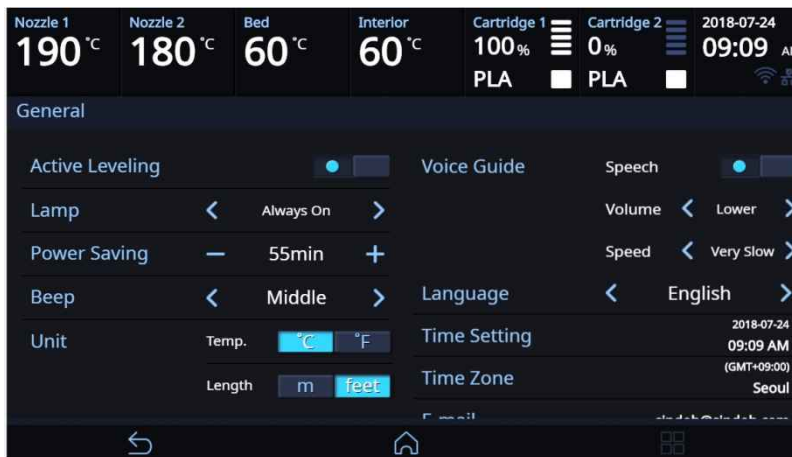 Nozzle 1 Nozzle 2 Bed Interior Cartridge 1 Cartridge 2 2018-07-24
190 °C 180 °C 60 °C 60 °C 100 % 0 % 09:09
PLA PLA
General
Active Leveling
Lamp Always On
Power Saving − 55min +
Beep Middle
Unit Temp. °C °F
Length m feet
Voice Guide Speech
Volume Lower
Speed Very Slow
Language English
Time Setting 2018-07-24
09:09 AM
Time Zone (GMT+09:00)
Seoul
E-mail